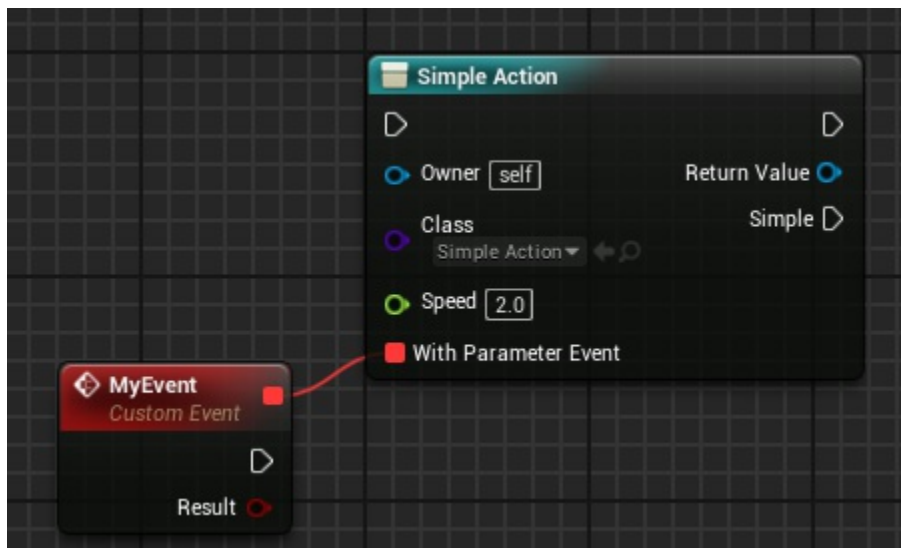 Simple Action
Owner self
Return Value
Class
Simple
Simple Action
Speed 2.0
With Parameter Event
MyEvent
Custom Event
Result